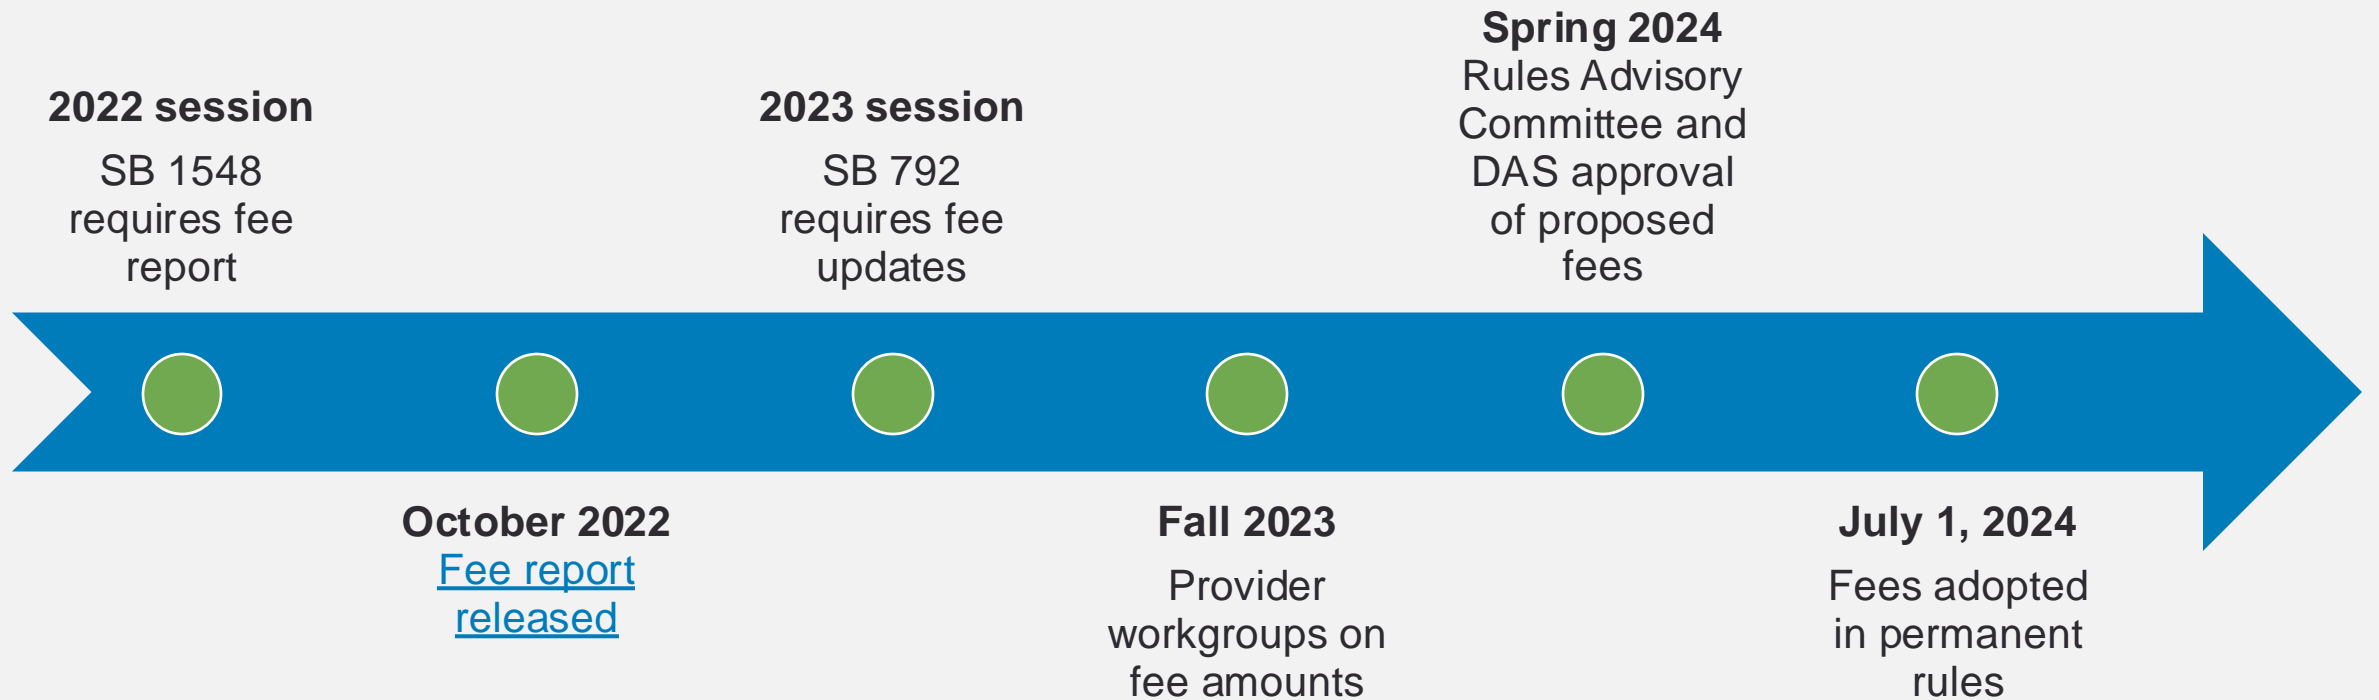 2022 session
SB 1548
requires fee
report
October 2022
Fee report
released
2023 session
SB 792
requires fee
updates
Fall 2023
Provider
workgroups on
fee amounts
Spring 2024
Rules Advisory
Committee and
DAS approval
of proposed
fees
July 1, 2024
Fees adopted
in permanent
rules